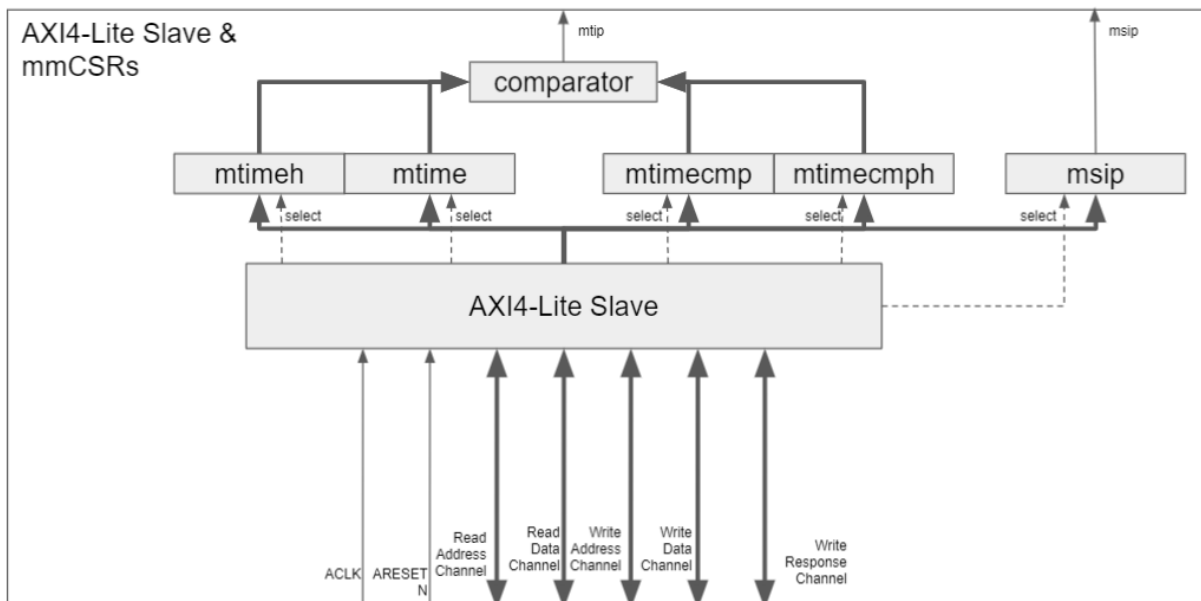 AXI4-Lite Slave &
mmCSRs
mtip
msip
comparator
mtimeh
mtime
mtimecmp
mtimecmph
msip
select
select
select
select
select
AXI4-Lite Slave
ACLK
ARESET
N
Read
Address
Channel
Read
Data
Channel
Write
Address
Channel
Write
Data
Channel
Write
Response
Channel